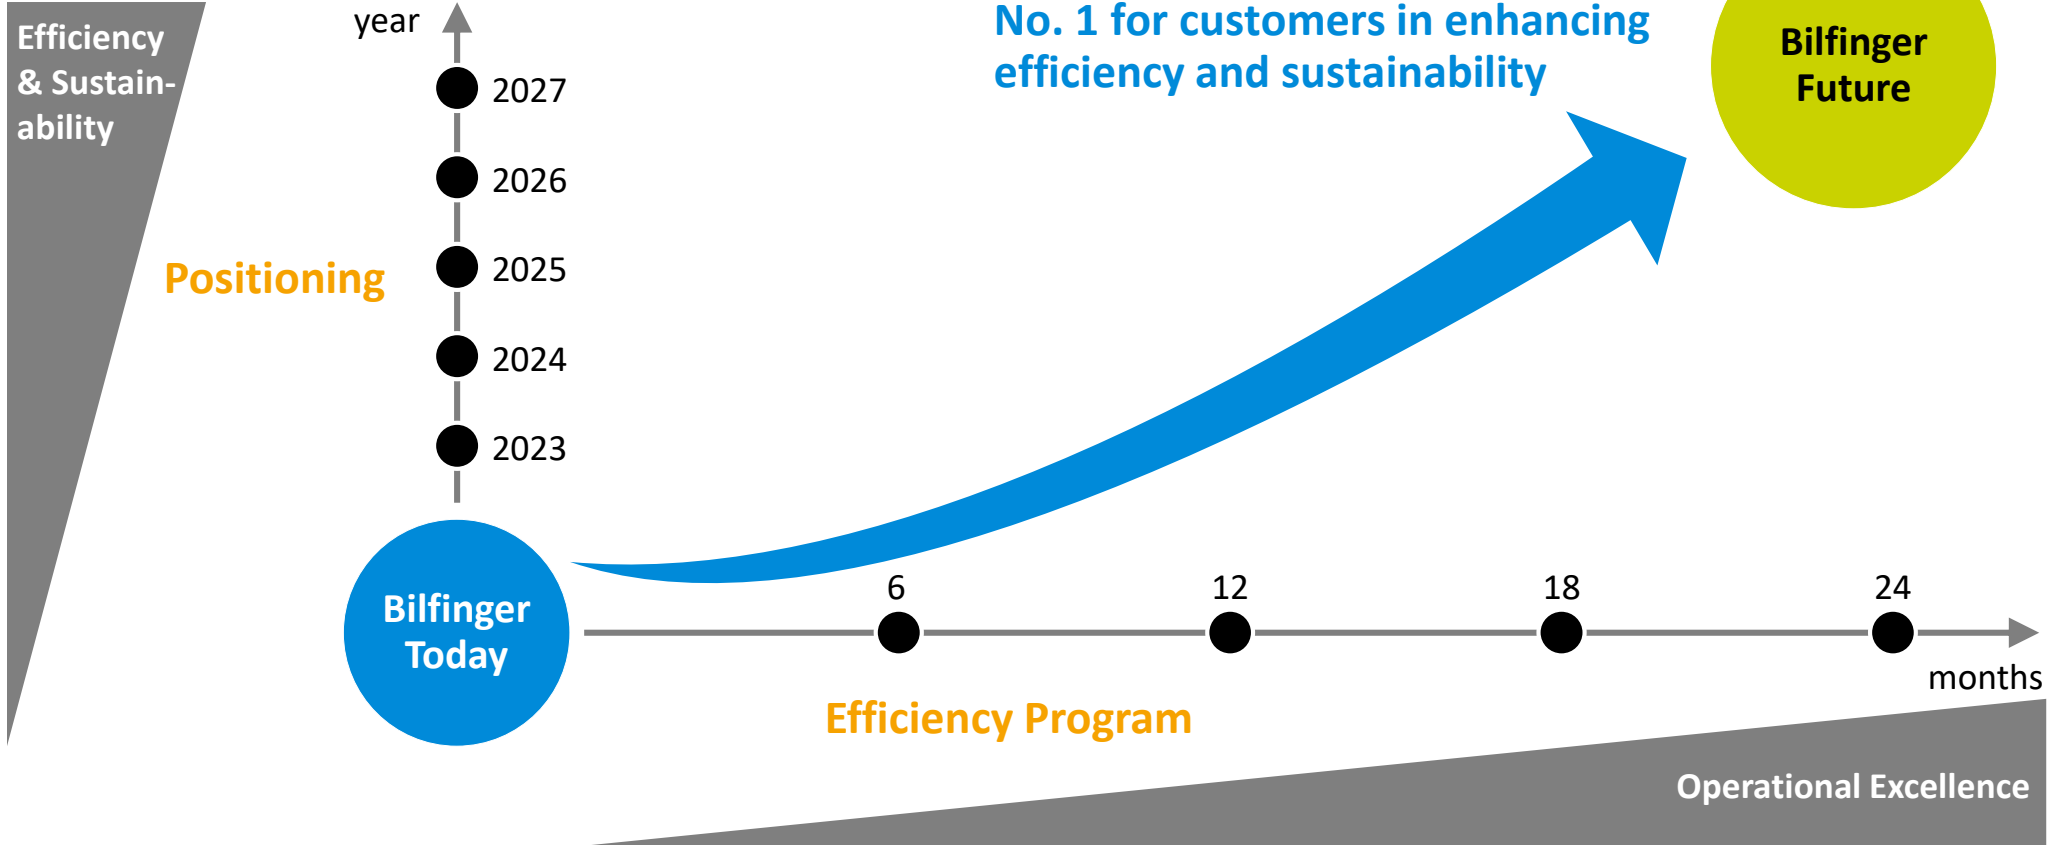 Efficiency
& Sustain-
ability
year
2027
2026
2025
2024
2023
Positioning
No. 1 for customers in enhancing
efficiency and sustainability
Bilfinger
Future
Bilfinger
Today
6
12
18
24
months
Efficiency Program
Operational Excellence